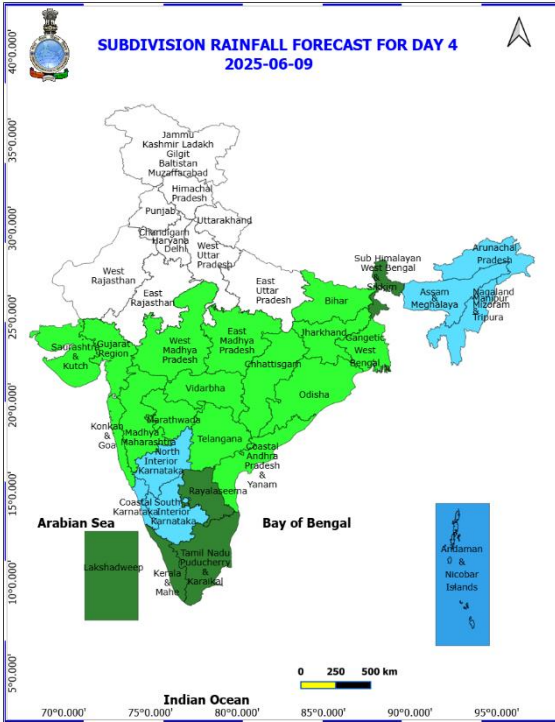 SUBDIVISION RAINFALL FORECAST FOR DAY 4
2025-06-09
40°0.000'
35°0.000'
30°0.000'
25°0.000'
20°0.000'
15°0.000'
10°0.000'
5°0.000'
Jammu
Kashmir Ladakh
Gilgit
Baltistan
Muzaffarabad
Himachal
Pradesh
Punjab
Uttarakhand
Chandigarh
Haryana
Delhi
West
Uttar
Pradesh
West
Rajasthan
East
Rajasthan
East
Uttar
Pradesh
Sub Himalayan
West Bengal
Sikkim
Arunachal
Pradesh
Assam
&
Meghalaya
Nagaland
Manipur
Mizoram
&
Tripura
Bihar
Jharkhand
Gangetic
West
Bengal
Saurashtra
&
Kutch
Gujarat
Region
West
Madhya
Pradesh
East
Madhya
Pradesh
Chhattisgarh
Vidarbha
Odisha
Konkan
&
Goa
Madhya
Maharashtra
Marathwada
Telangana
Coastal
Andhra
Pradesh
&
Yanam
North
Interior
Karnataka
Rayalaseema
Coastal
Karnataka
South
Interior
Karnataka
Arabian Sea
Bay of Bengal
Lakshadweep
Kerala
&
Mahe
Tamil Nadu
Puducherry
&
Karaikal
Andaman
&
Nicobar
Islands
0 250 500 km
70°0.000' 75°0.000' 80°0.000' 85°0.000' 90°0.000' 95°0.000'
Indian Ocean